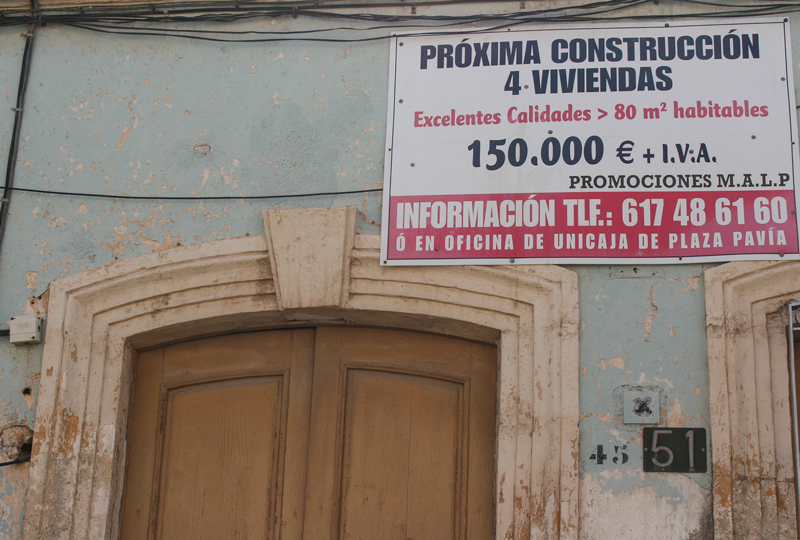 PRÓXIMA CONSTRUCCIÓN
4 VIVIENDAS
Excelentes Calidades > 80 m² habitables
150.000 € + I.V.A.
PROMOCIONES M.A.L.P
INFORMACIÓN TLF.: 617 48 61 60
Ó EN OFICINA DE UNICAJA DE PLAZA PAVÍA
45
51